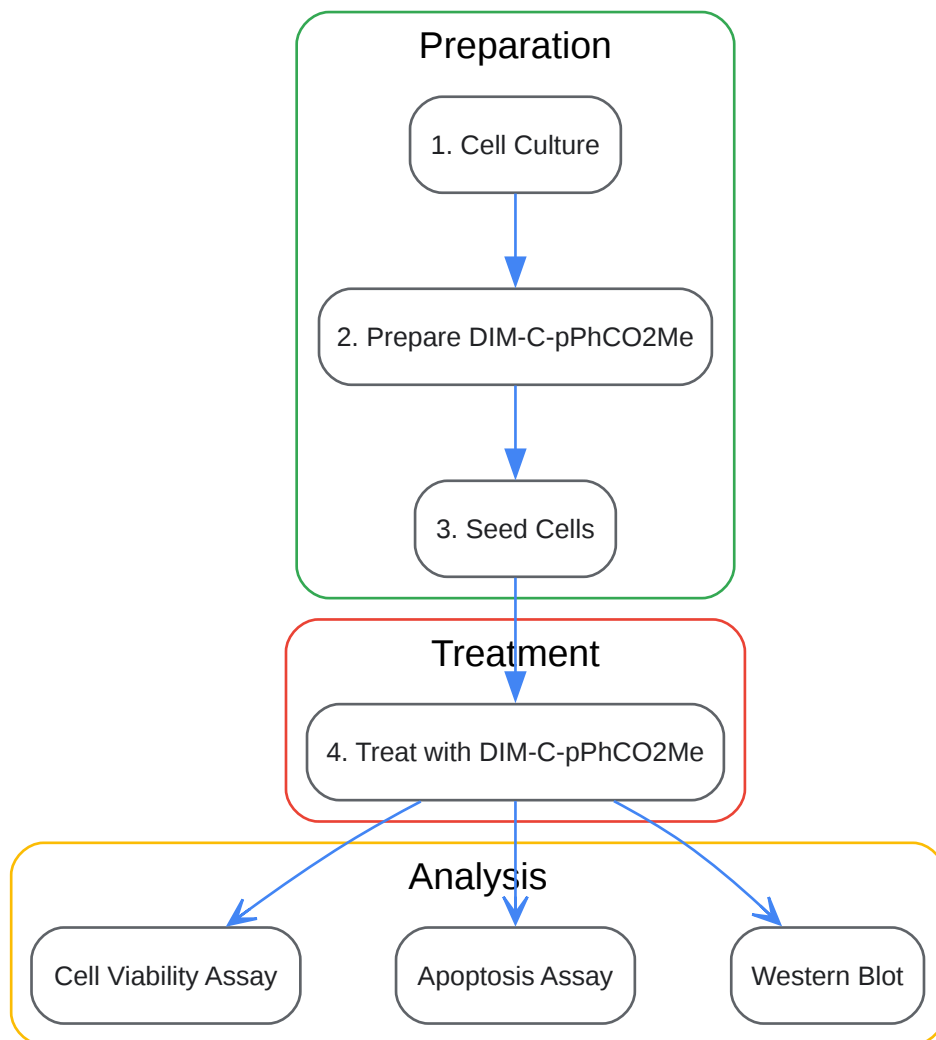 Preparation
1. Cell Culture
2. Prepare DIM-C-pPhCO2Me
3. Seed Cells
Treatment
4. Treat with DIM-C-pPhCO2Me
Analysis
Cell Viability Assay
Apoptosis Assay
Western Blot